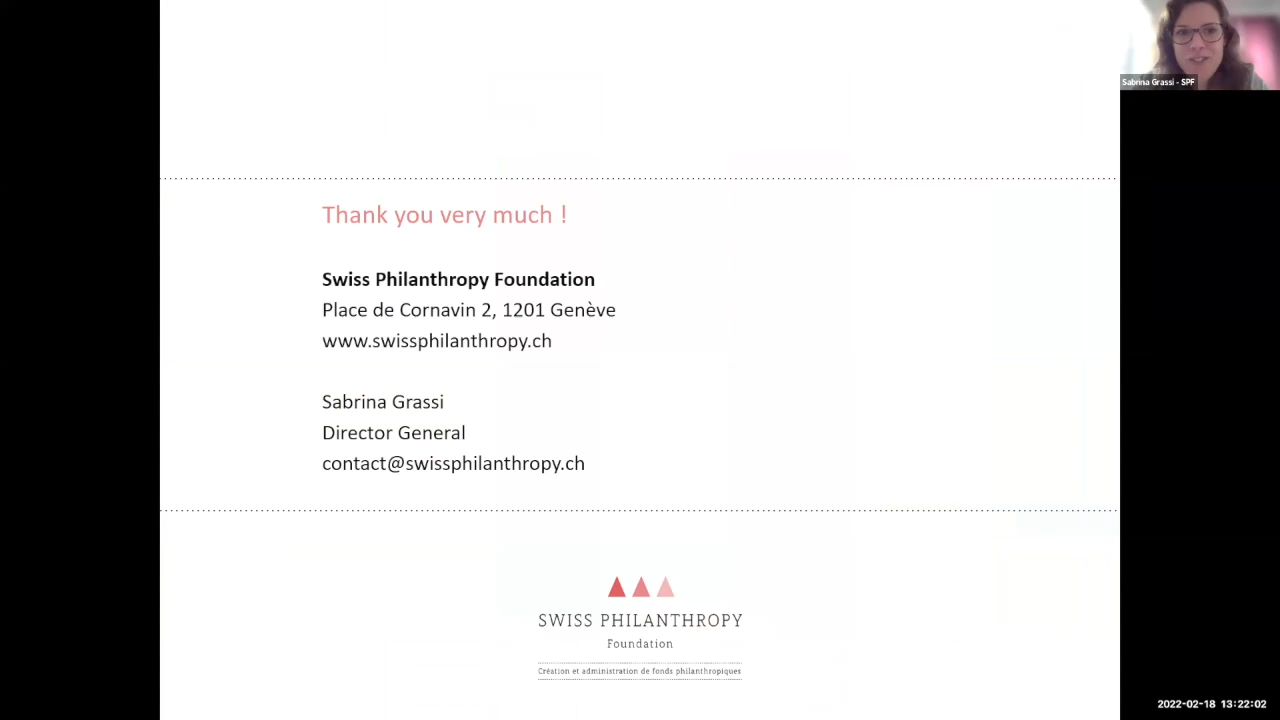 Sabrina Grassi - SPF
Thank you very much !
Swiss Philanthropy Foundation
Place de Cornavin 2, 1201 Genève
www.swissphilanthropy.ch
Sabrina Grassi
Director General
contact@swissphilanthropy.ch
SWISS PHILANTHROPY
Foundation
Création et administration de fonds philanthropiques
2022-02-18 13:22:02